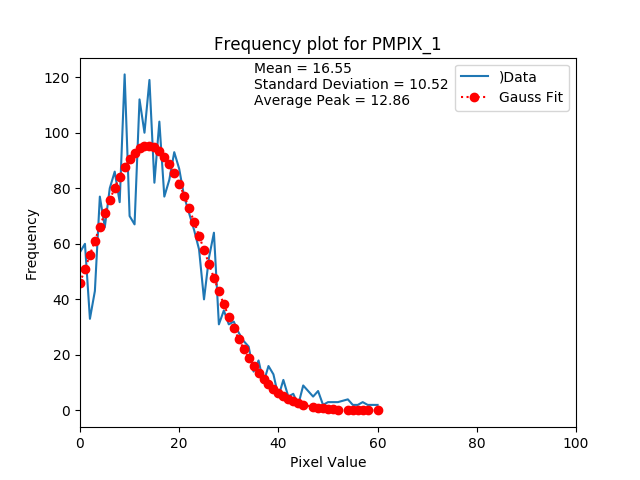 Frequency plot for PMPIX_1
Mean = 16.55
Standard Deviation = 10.52
Average Peak = 12.86
)Data
Gauss Fit
120
100
80
60
40
20
0
Frequency
0 20 40 60 80 100
Pixel Value